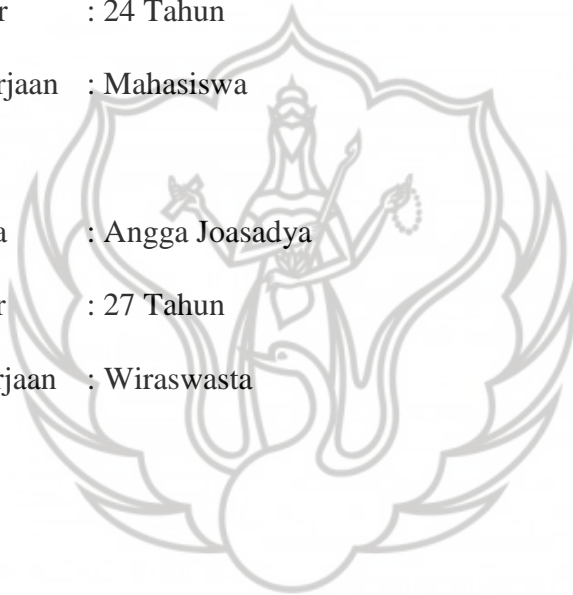 r : 24 Tahun
rjaan : Mahasiswa
a : Angga Joasadya
r : 27 Tahun
rjaan : Wiraswasta